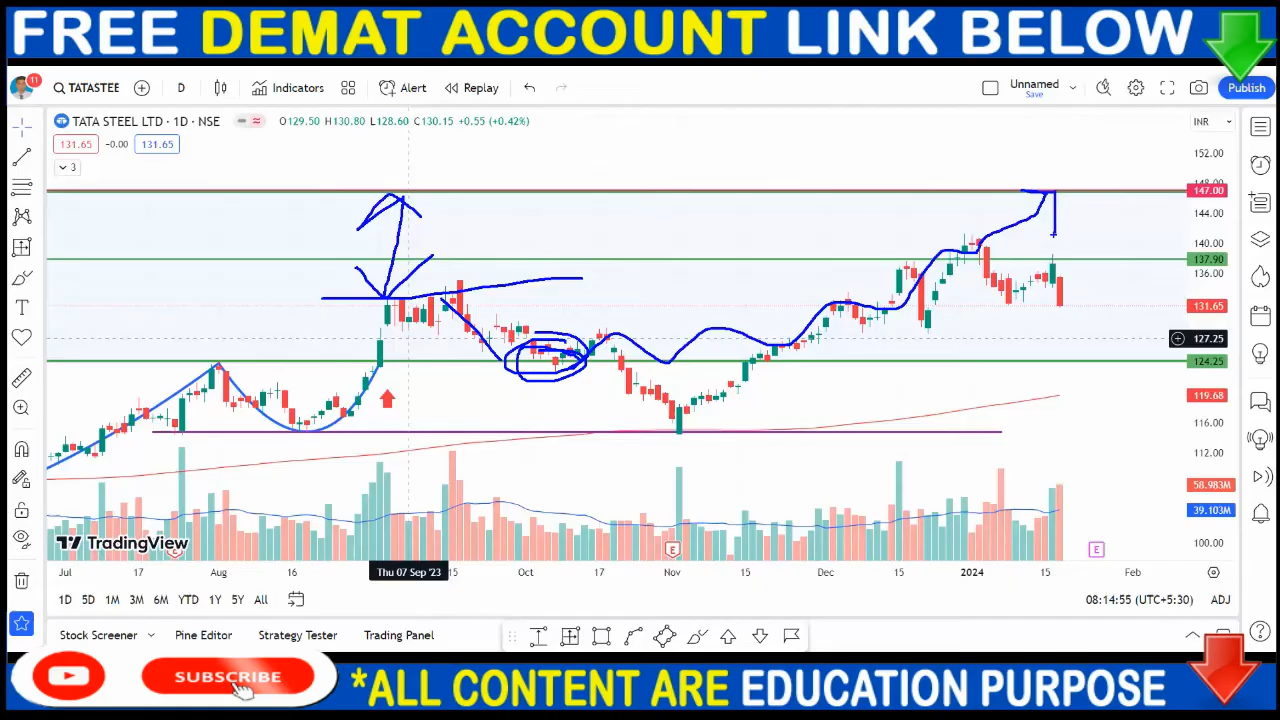 FREE DEMAT ACCOUNT LINK BELOW
11
TATASTEE
D
Indicators
Alert
Replay
Unnamed
Save
Publish
TATA STEEL LTD · 1D · NSE
O129.50 H130.80 L128.60 C130.15 +0.55 (+0.42%)
INR
131.65 -0.00 131.65
3
152.00
148.00
147.00
144.00
140.00
137.90
136.00
131.65
127.25
124.25
119.68
116.00
112.00
58.983M
39.103M
100.00
TradingView
E
E
E
Jul 17 Aug 16 Thu 07 Sep '23 15 Oct 17 Nov 15 Dec 15 2024 15 Feb
1D 5D 1M 3M 6M YTD 1Y 5Y All
08:14:55 (UTC+5:30) ADJ
Stock Screener Pine Editor Strategy Tester Trading Panel
SUBSCRIBE
*ALL CONTENT ARE EDUCATION PURPOSE